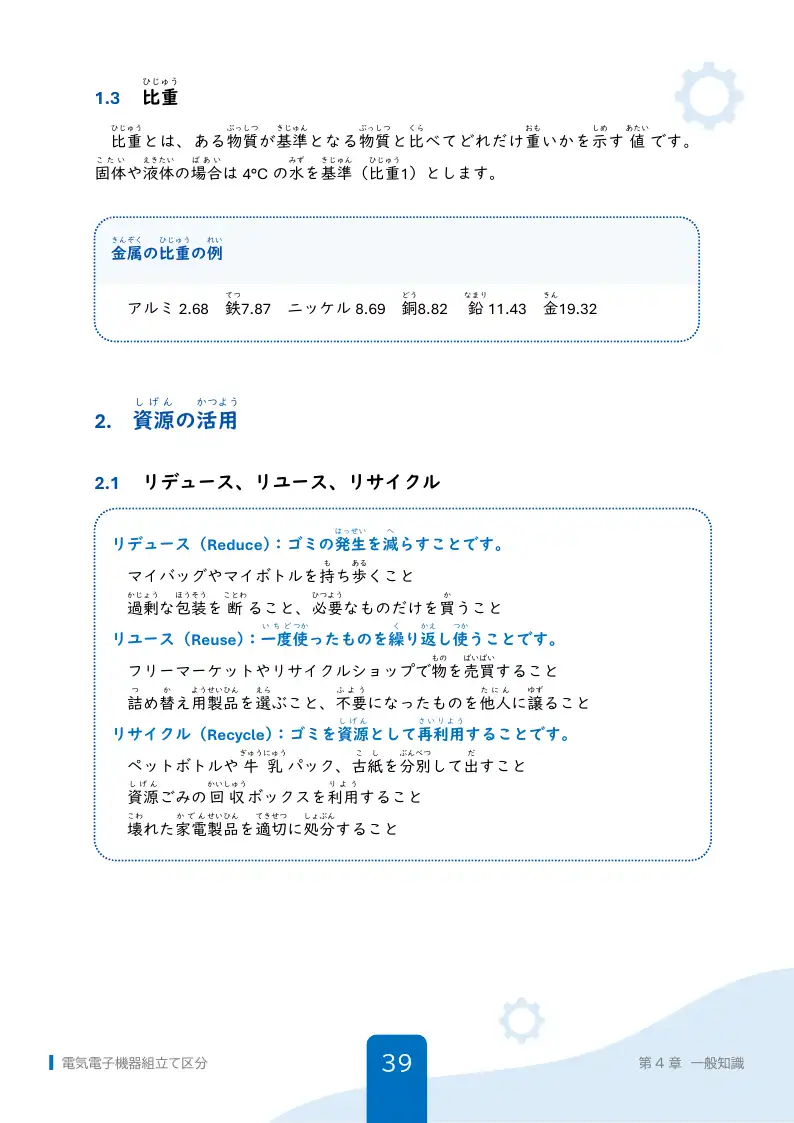 1.3 比重
比重とは、ある物質が基準となる物質と比べてどれだけ重いかを示す値です。
固体や液体の場合は 4℃ の水を基準（比重1）とします。
金属の比重の例
アルミ 2.68 鉄7.87 ニッケル 8.69 銅8.82 鉛 11.43 金19.32
2. 資源の活用
2.1 リデュース、リユース、リサイクル
リデュース（Reduce）：ゴミの発生を減らすことです。
マイバッグやマイボトルを持ち歩くこと
過剰な包装を断ること、必要なものだけを買うこと
リユース（Reuse）：一度使ったものを繰り返し使うことです。
フリーマーケットやリサイクルショップで物を売買すること
詰め替え用製品を選ぶこと、不要になったものを他人に譲ること
リサイクル（Recycle）：ゴミを資源として再利用することです。
ペットボトルや牛乳パック、古紙を分別して出すこと
資源ごみの回収ボックスを利用すること
壊れた家電製品を適切に処分すること
電気電子機器組立て区分
39
第 4 章 一般知識